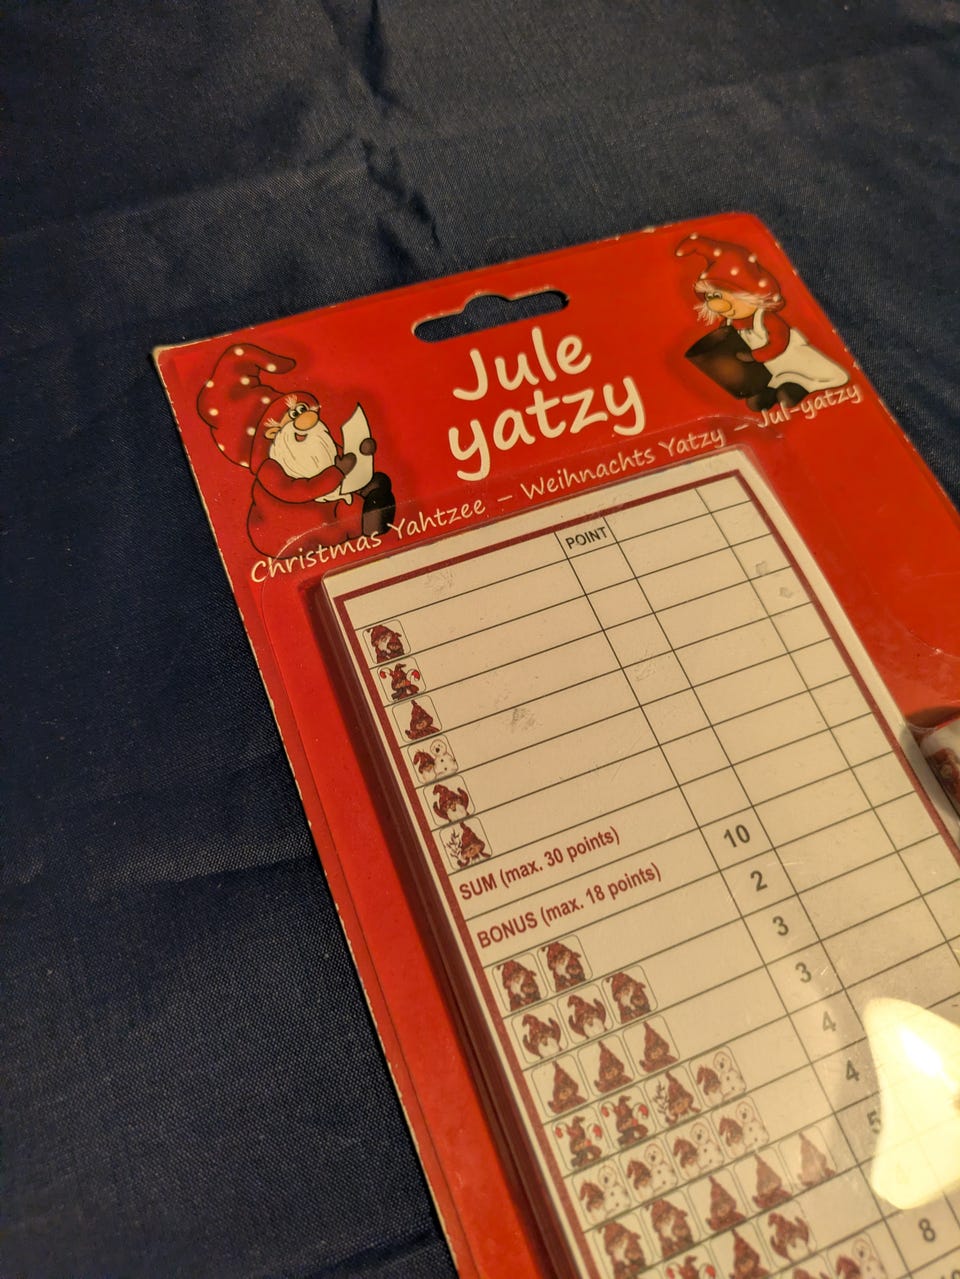 Jule
yatzy
Christmas Yahtzee – Weihnachts Yatzy – Jul-yatzy
POINT
SUM (max. 30 points)
BONUS (max. 18 points)
10
2
3
3
4
4
5
8